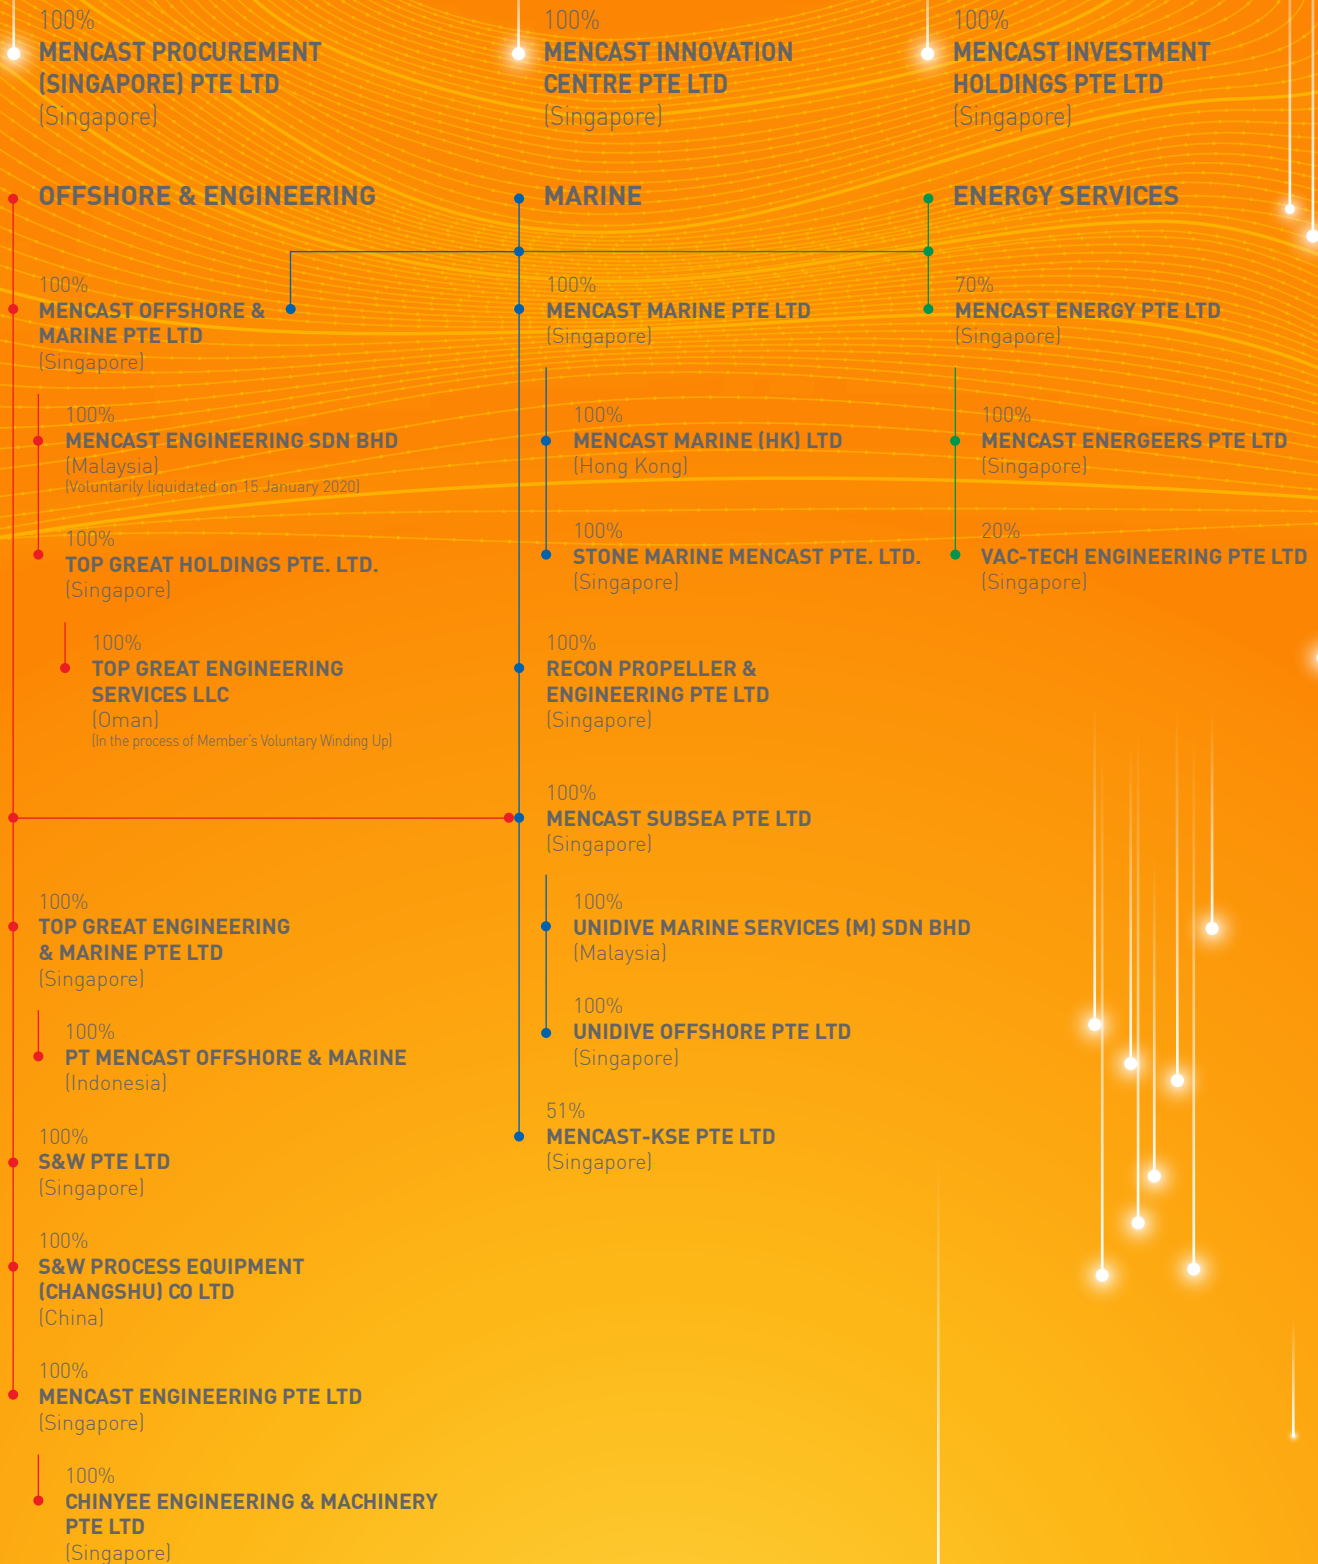 100%
MENCAST PROCUREMENT
(SINGAPORE) PTE LTD
(Singapore)
100%
MENCAST INNOVATION
CENTRE PTE LTD
(Singapore)
100%
MENCAST INVESTMENT
HOLDINGS PTE LTD
(Singapore)
OFFSHORE & ENGINEERING
100%
MENCAST OFFSHORE &
MARINE PTE LTD
(Singapore)
100%
MENCAST ENGINEERING SDN BHD
(Malaysia)
(Voluntarily liquidated on 15 January 2020)
100%
TOP GREAT HOLDINGS PTE. LTD.
(Singapore)
100%
TOP GREAT ENGINEERING
SERVICES LLC
(Oman)
(In the process of Member's Voluntary Winding Up)
100%
TOP GREAT ENGINEERING
& MARINE PTE LTD
(Singapore)
100%
PT MENCAST OFFSHORE & MARINE
(Indonesia)
100%
S&W PTE LTD
(Singapore)
100%
S&W PROCESS EQUIPMENT
(CHANGSHU) CO LTD
(China)
100%
MENCAST ENGINEERING PTE LTD
(Singapore)
100%
CHINYEE ENGINEERING & MACHINERY
PTE LTD
(Singapore)
MARINE
100%
MENCAST MARINE PTE LTD
(Singapore)
100%
MENCAST MARINE (HK) LTD
(Hong Kong)
100%
STONE MARINE MENCAST PTE. LTD.
(Singapore)
100%
RECON PROPELLER &
ENGINEERING PTE LTD
(Singapore)
100%
MENCAST SUBSEA PTE LTD
(Singapore)
100%
UNIDIVE MARINE SERVICES (M) SDN BHD
(Malaysia)
100%
UNIDIVE OFFSHORE PTE LTD
(Singapore)
51%
MENCAST-KSE PTE LTD
(Singapore)
ENERGY SERVICES
70%
MENCAST ENERGY PTE LTD
(Singapore)
100%
MENCAST ENERGEERS PTE LTD
(Singapore)
20%
VAC-TECH ENGINEERING PTE LTD
(Singapore)